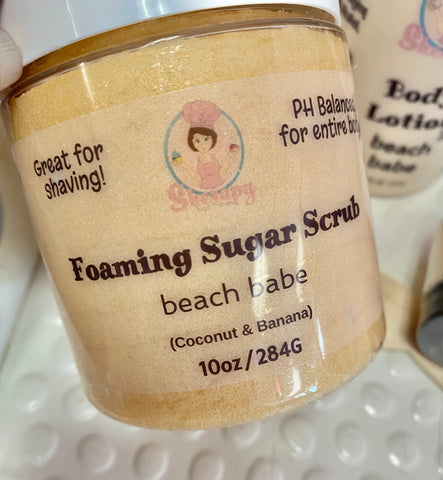 Great for
shaving!
PH Balanced
for entire body
Foaming Sugar Scrub
beach babe
(Coconut & Banana)
10oz/284G
Body
Lotion
beach
babe